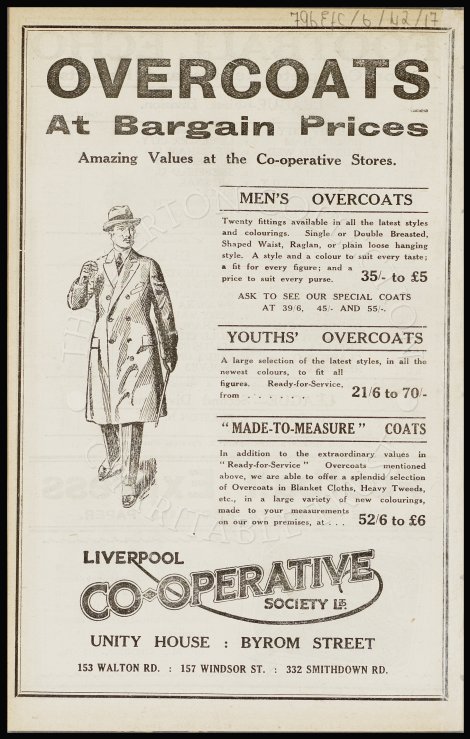 796EFC/6/42/17
OVERCOATS
At Bargain Prices
Amazing Values at the Co-operative Stores.
MEN'S OVERCOATS
Twenty fittings available in all the latest styles
and colourings. Single or Double Breasted,
Shaped Waist, Raglan, or plain loose hanging
style. A style and a colour to suit every taste;
a fit for every figure; and a
price to suit every purse. 35/- to £5
ASK TO SEE OUR SPECIAL COATS
AT 39/6, 45/- AND 55/-.
YOUTHS' OVERCOATS
A large selection of the latest styles, in all the
newest colours, to fit all
figures. Ready-for-Service,
from . . . . . . 21/6 to 70/-
"MADE-TO-MEASURE" COATS
In addition to the extraordinary values in
"Ready-for-Service" Overcoats mentioned
above, we are able to offer a splendid selection
of Overcoats in Blanket Cloths, Heavy Tweeds,
etc., in a large variety of new colourings,
made to your measurements
on our own premises, at . . . 52/6 to £6
LIVERPOOL
CO-OPERATIVE
SOCIETY LTD.
UNITY HOUSE : BYROM STREET
153 WALTON RD. : 157 WINDSOR ST. : 332 SMITHDOWN RD.